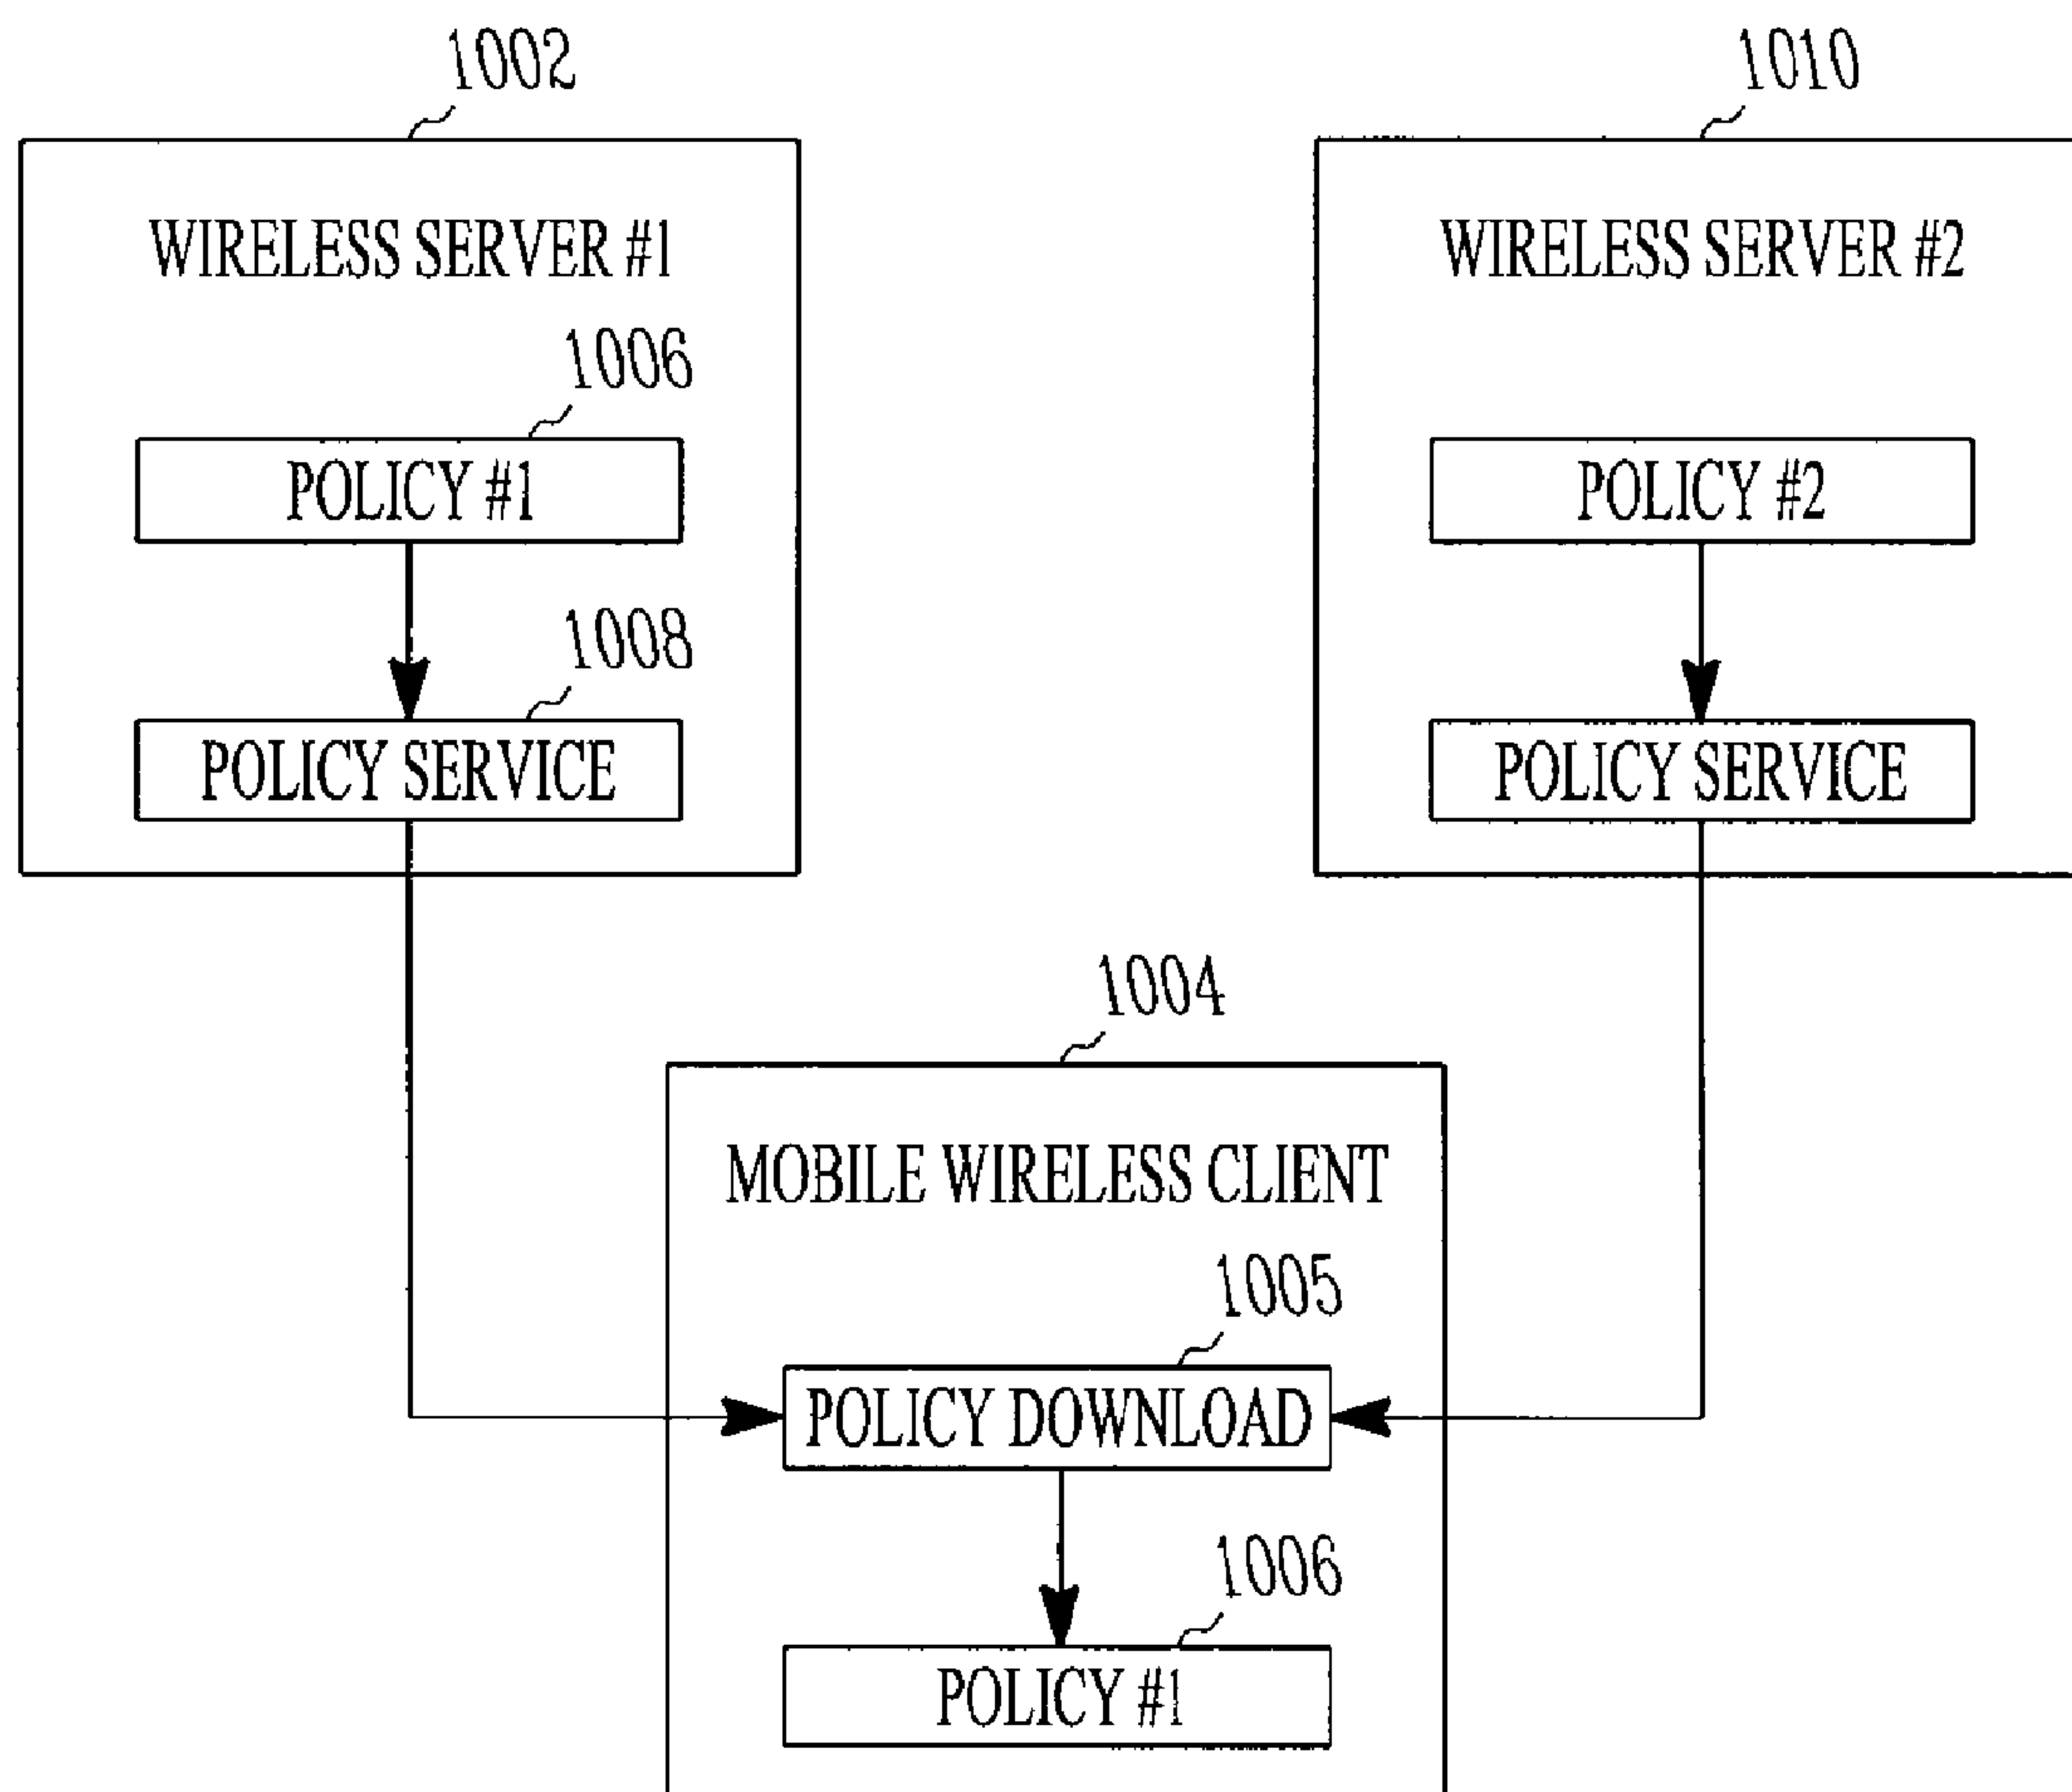 1002
1010
WIRELESS SERVER #1
WIRELESS SERVER #2
1006
POLICY #1
POLICY #2
1008
POLICY SERVICE
POLICY SERVICE
1004
MOBILE WIRELESS CLIENT
1005
POLICY DOWNLOAD
1006
POLICY #1